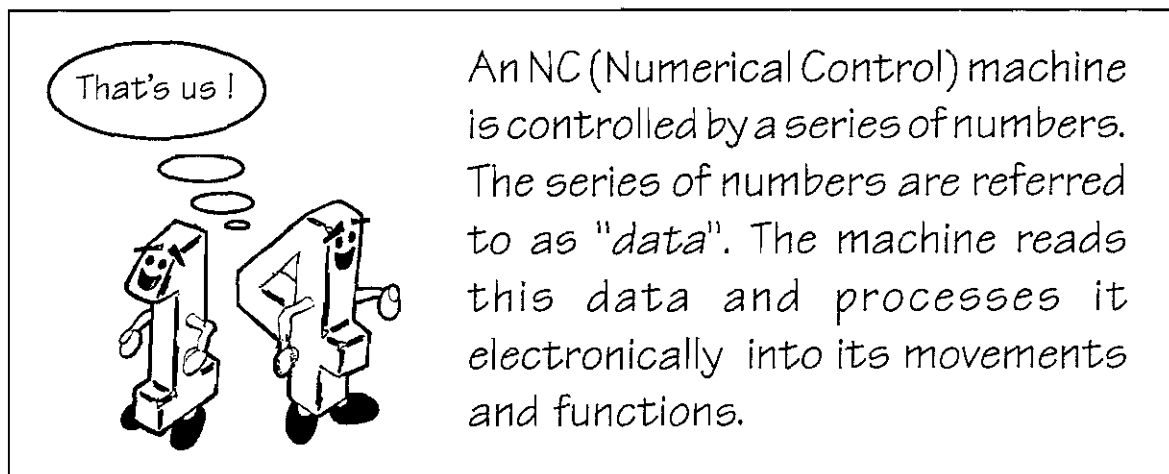 That's us !
An NC (Numerical Control) machine
is controlled by a series of numbers.
The series of numbers are referred
to as "data". The machine reads
this data and processes it
electronically into its movements
and functions.